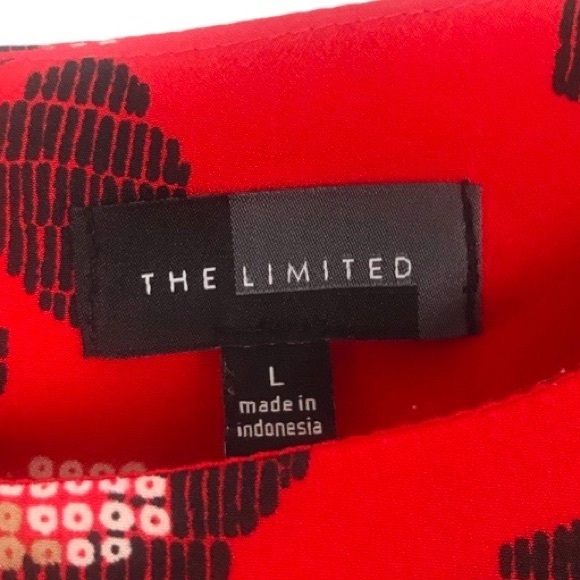 THE LIMITED
L
made in
indonesia